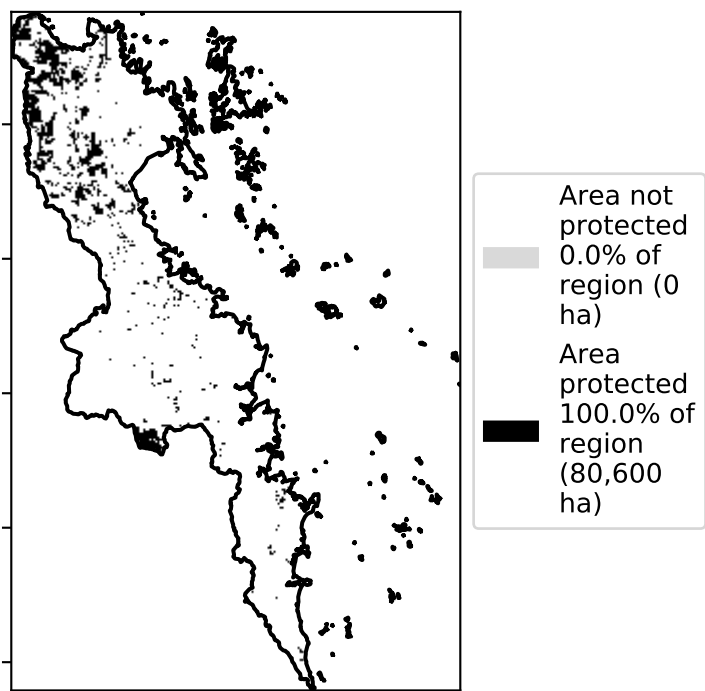 Area not
protected
0.0% of
region (0
ha)
Area
protected
100.0% of
region
(80,600
ha)